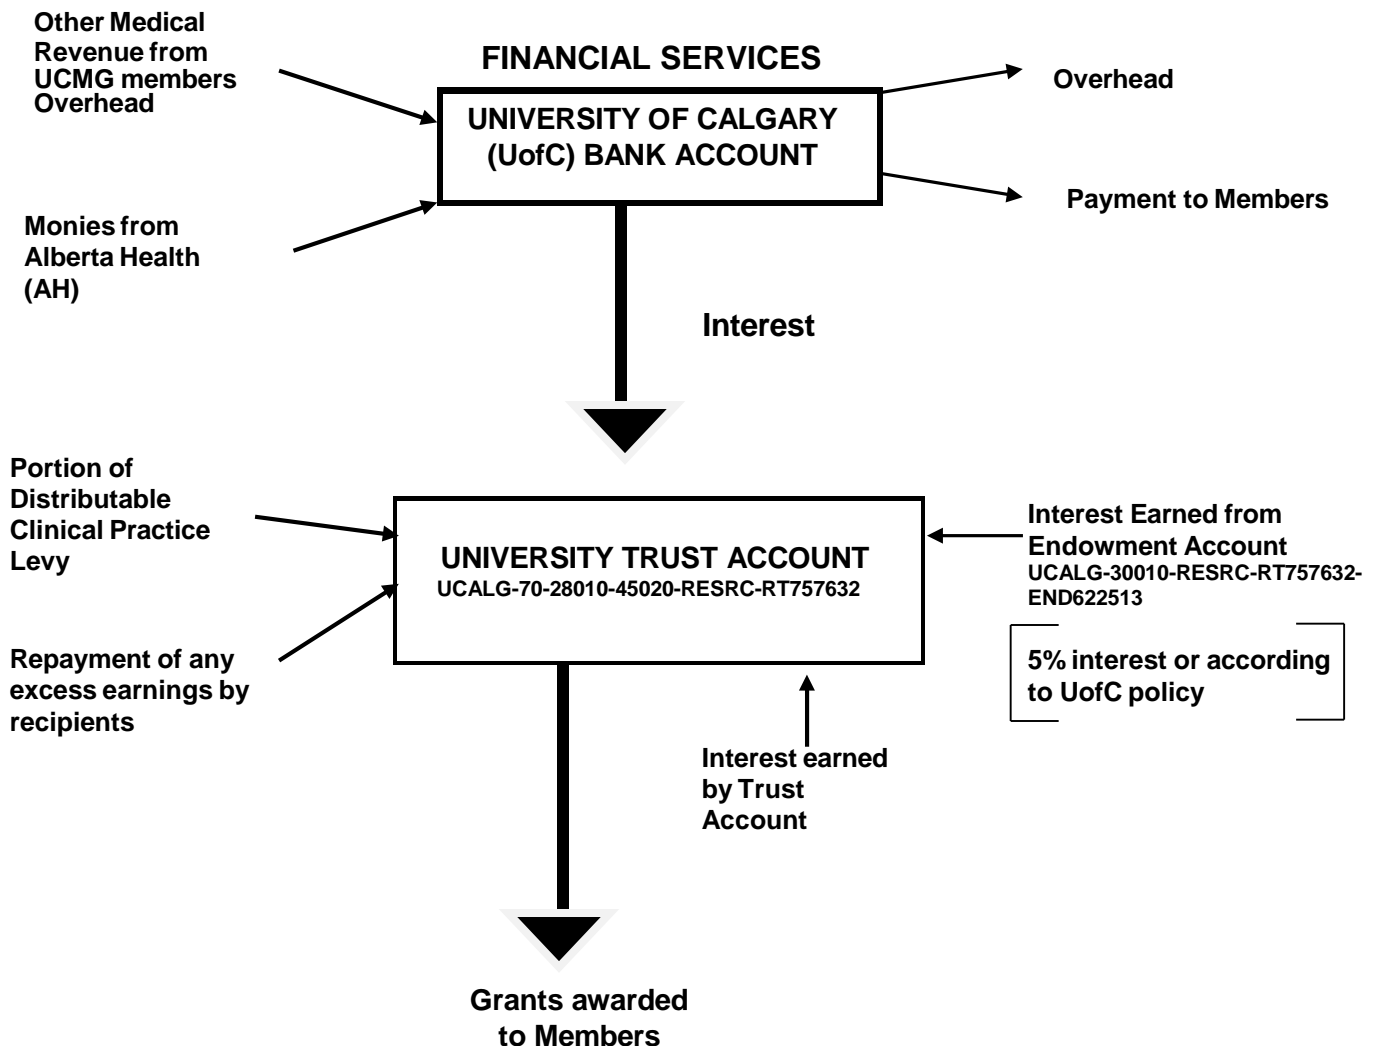 Other Medical
Revenue from
UCMG members
Overhead
FINANCIAL SERVICES
UNIVERSITY OF CALGARY
(UofC) BANK ACCOUNT
Overhead
Payment to Members
Monies from
Alberta Health
(AH)
Interest
Portion of
Distributable
Clinical Practice
Levy
UNIVERSITY TRUST ACCOUNT
UCALG-70-28010-45020-RESRC-RT757632
Interest Earned from
Endowment Account
UCALG-30010-RESRC-RT757632-
END622513
5% interest or according
to UofC policy
Repayment of any
excess earnings by
recipients
Interest earned
by Trust
Account
Grants awarded
to Members